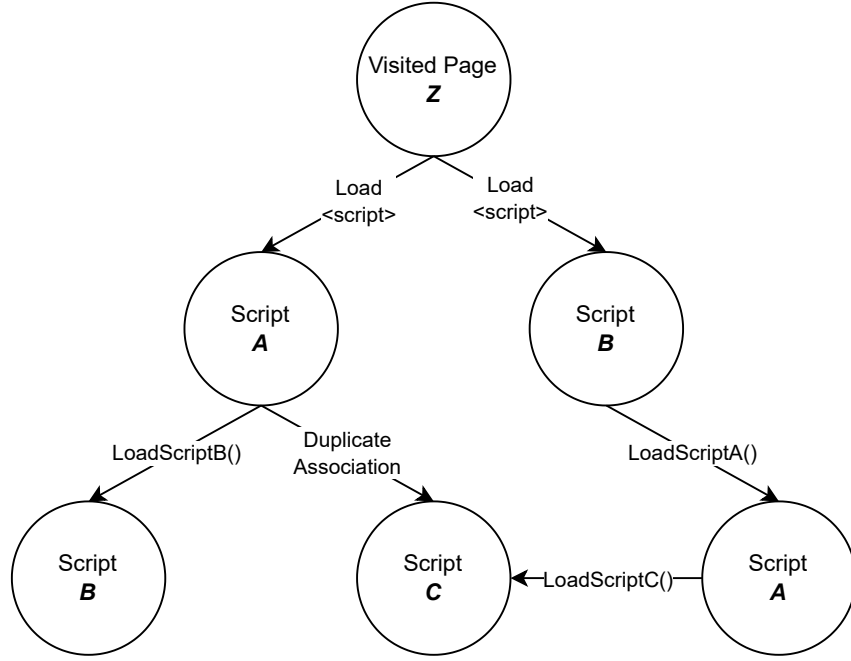 Visited Page
Z
Load
<script>
Load
<script>
Script
A
Script
B
LoadScriptB()
Duplicate
Association
LoadScriptA()
Script
B
Script
C
LoadScriptC()
Script
A